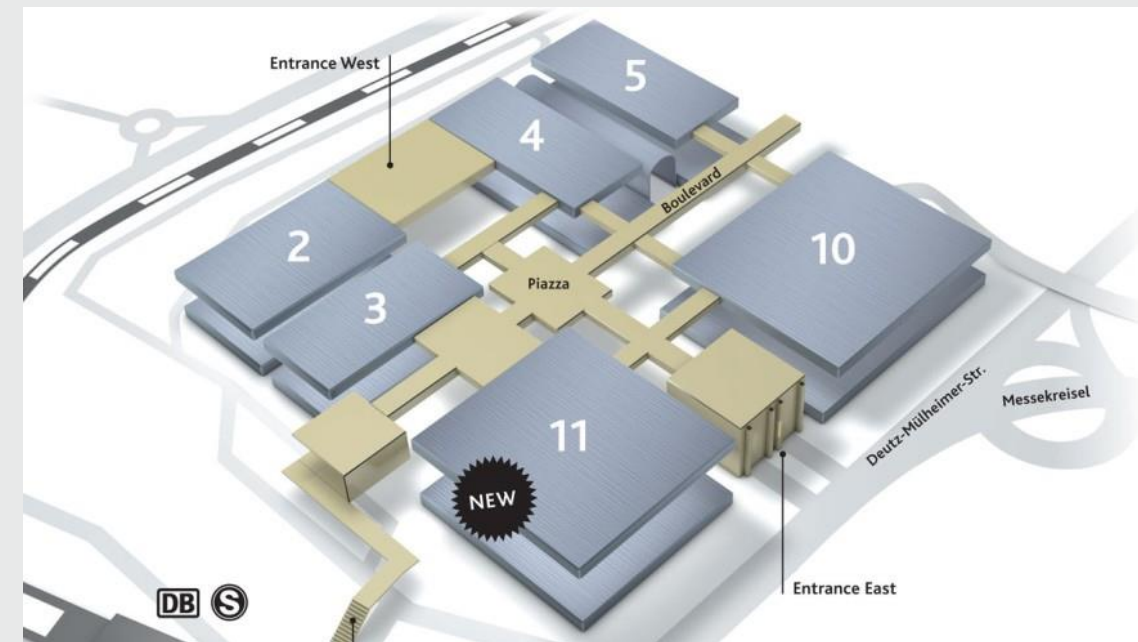 Entrance West
5
4
Boulevard
2
10
Piazza
3
Deutz-Mülheimer-Str.
Messekreisel
11
NEW
Entrance East
DB S